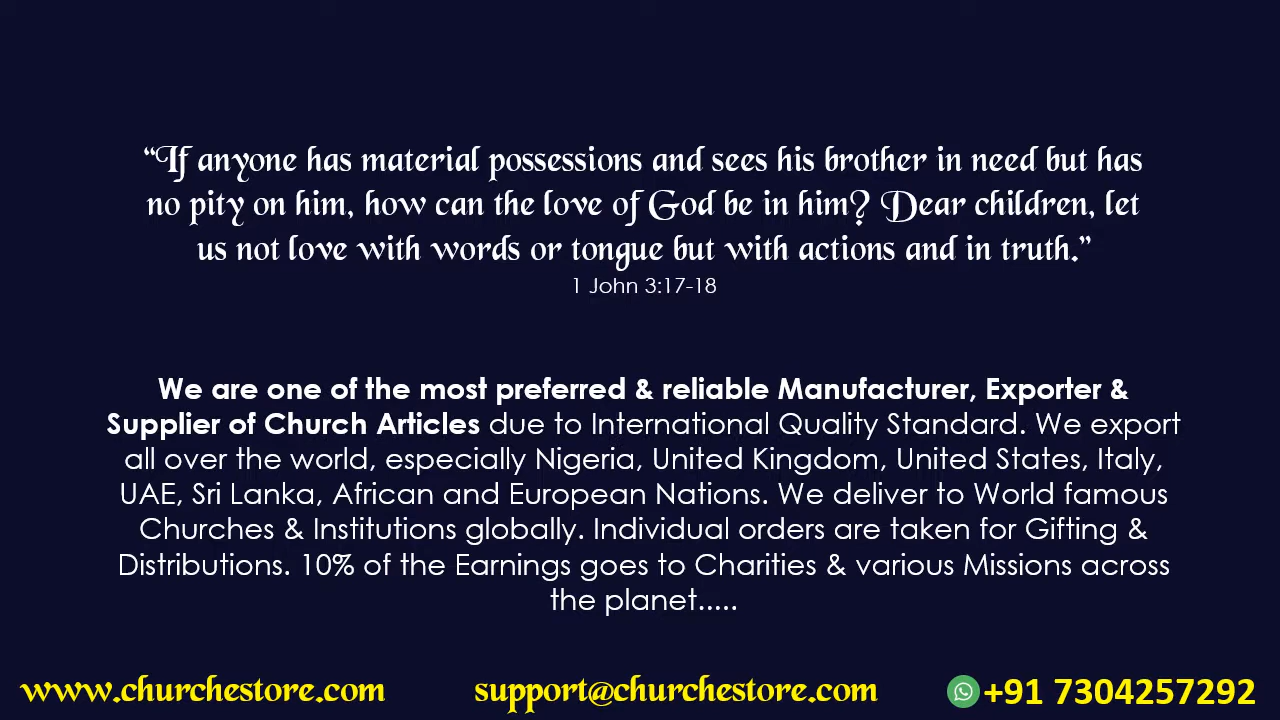 “If anyone has material possessions and sees his brother in need but has
no pity on him, how can the love of God be in him? Dear children, let
us not love with words or tongue but with actions and in truth.”
1 John 3:17-18
We are one of the most preferred & reliable Manufacturer, Exporter &
Supplier of Church Articles due to International Quality Standard. We export
all over the world, especially Nigeria, United Kingdom, United States, Italy,
UAE, Sri Lanka, African and European Nations. We deliver to World famous
Churches & Institutions globally. Individual orders are taken for Gifting &
Distributions. 10% of the Earnings goes to Charities & various Missions across
the planet.....
www.churchestore.com support@churchestore.com +91 7304257292